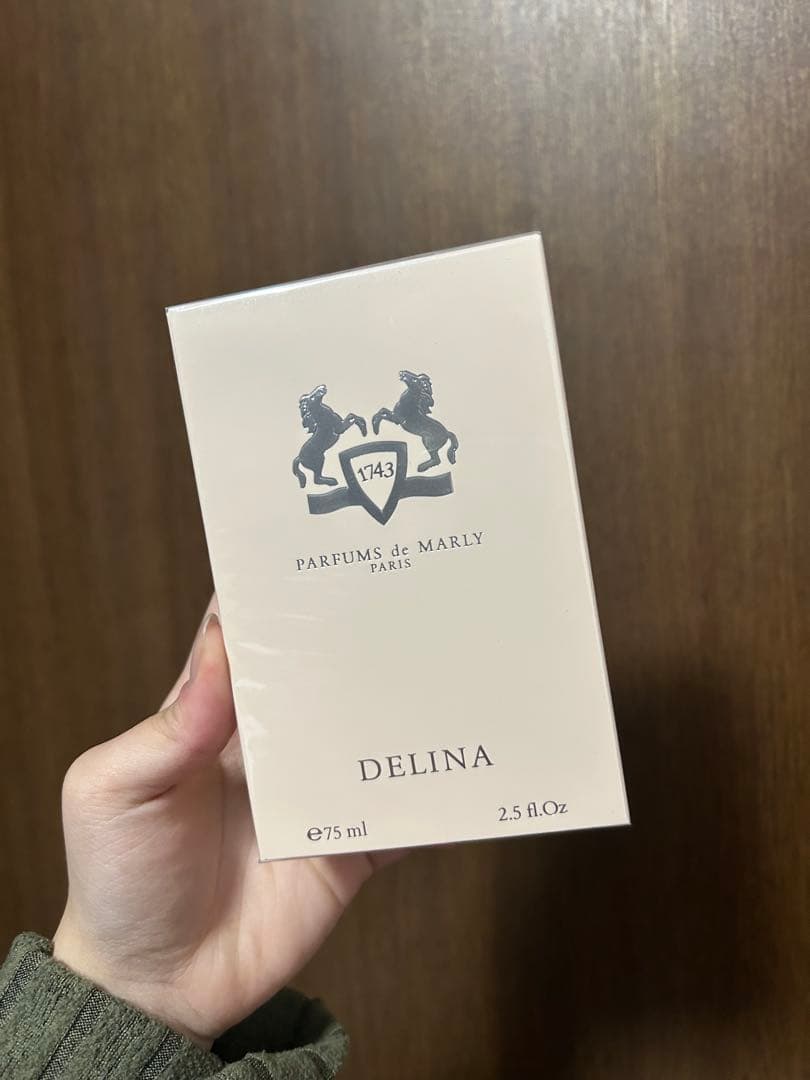 1743
PARFUMS de MARLY
PARIS
DELINA
℮75 ml 2.5 fl.Oz